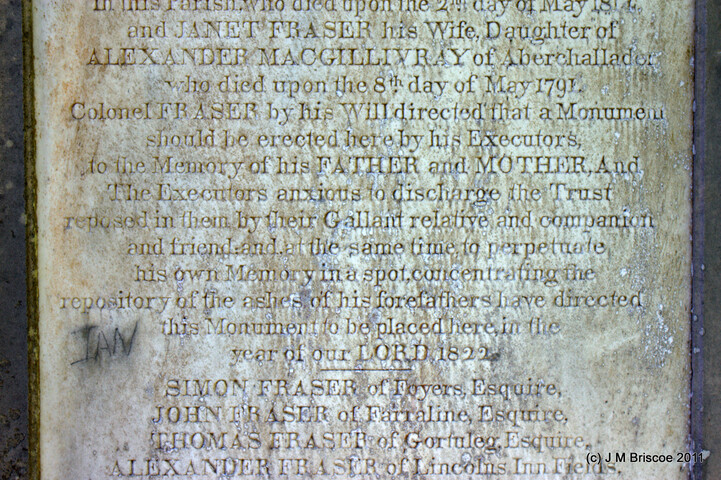 in this Parish, who died upon the 2th day of May 18
and JANET FRASER his Wife, Daughter of
ALEXANDER MACGILLIVRAY of Aberchallader
who died upon the 8th day of May 1791.
Colonel FRASER by his Will directed that a Monument
should be erected here by his Executors,
to the Memory of his FATHER and MOTHER, And
The Executors anxious to discharge the Trust
reposed in them by their Gallant relative and companion
and friend and at the same time to perpetuate
his own Memory in a spot, concentrating the
repository of the ashes of his forefathers have directed
this Monument to be placed here, in the
year of our LORD 1822.
IAN
SIMON FRASER of Foyers, Esquire,
JOHN FRASER of Farraline, Esquire,
THOMAS FRASER of Gortuleg, Esquire,
ALEXANDER FRASER of Lincolns Inn Fields,
(c) J M Briscoe 2011